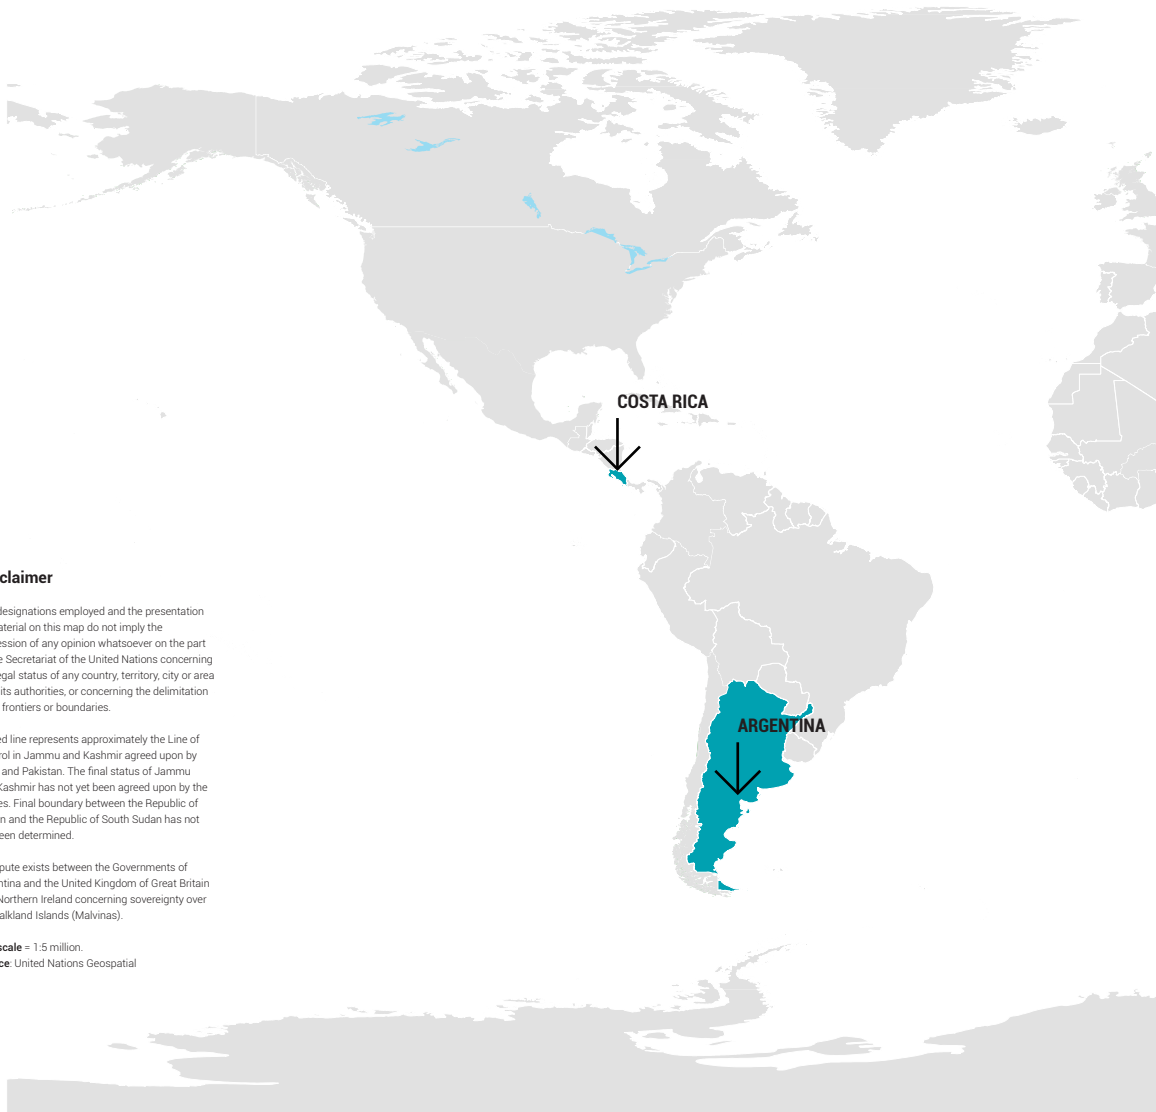 COSTA RICA
ARGENTINA
claimer
designations employed and the presentation
aterial on this map do not imply the
ession of any opinion whatsoever on the part
e Secretariat of the United Nations concerning
egal status of any country, territory, city or area
its authorities, or concerning the delimitation
frontiers or boundaries.
ed line represents approximately the Line of
rol in Jammu and Kashmir agreed upon by
and Pakistan. The final status of Jammu
Kashmir has not yet been agreed upon by the
es. Final boundary between the Republic of
n and the Republic of South Sudan has not
een determined.
pute exists between the Governments of
ntina and the United Kingdom of Great Britain
Northern Ireland concerning sovereignty over
alkland Islands (Malvinas).
scale = 1:5 million.
ce: United Nations Geospatial